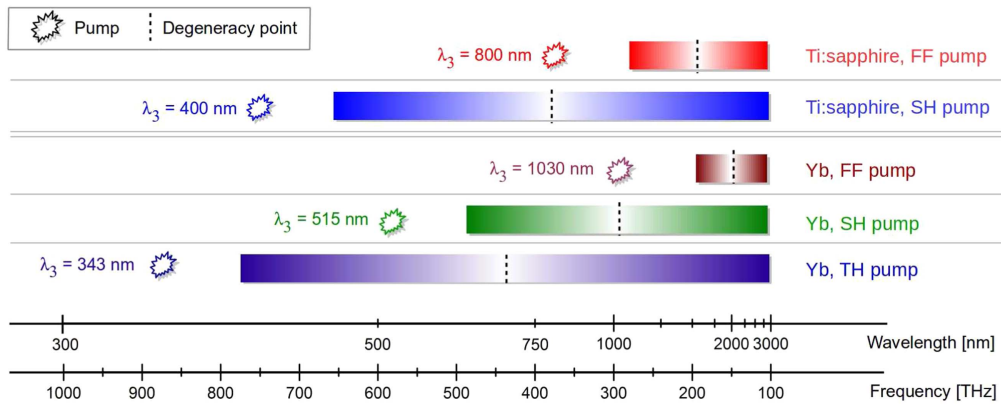 Pump Degeneracy point
λ3 = 800 nm Ti:sapphire, FF pump
λ3 = 400 nm Ti:sapphire, SH pump
λ3 = 1030 nm Yb, FF pump
λ3 = 515 nm Yb, SH pump
λ3 = 343 nm Yb, TH pump
300 500 750 1000 2000 3000 Wavelength [nm]
1000 900 800 700 600 500 400 300 200 100 Frequency [THz]